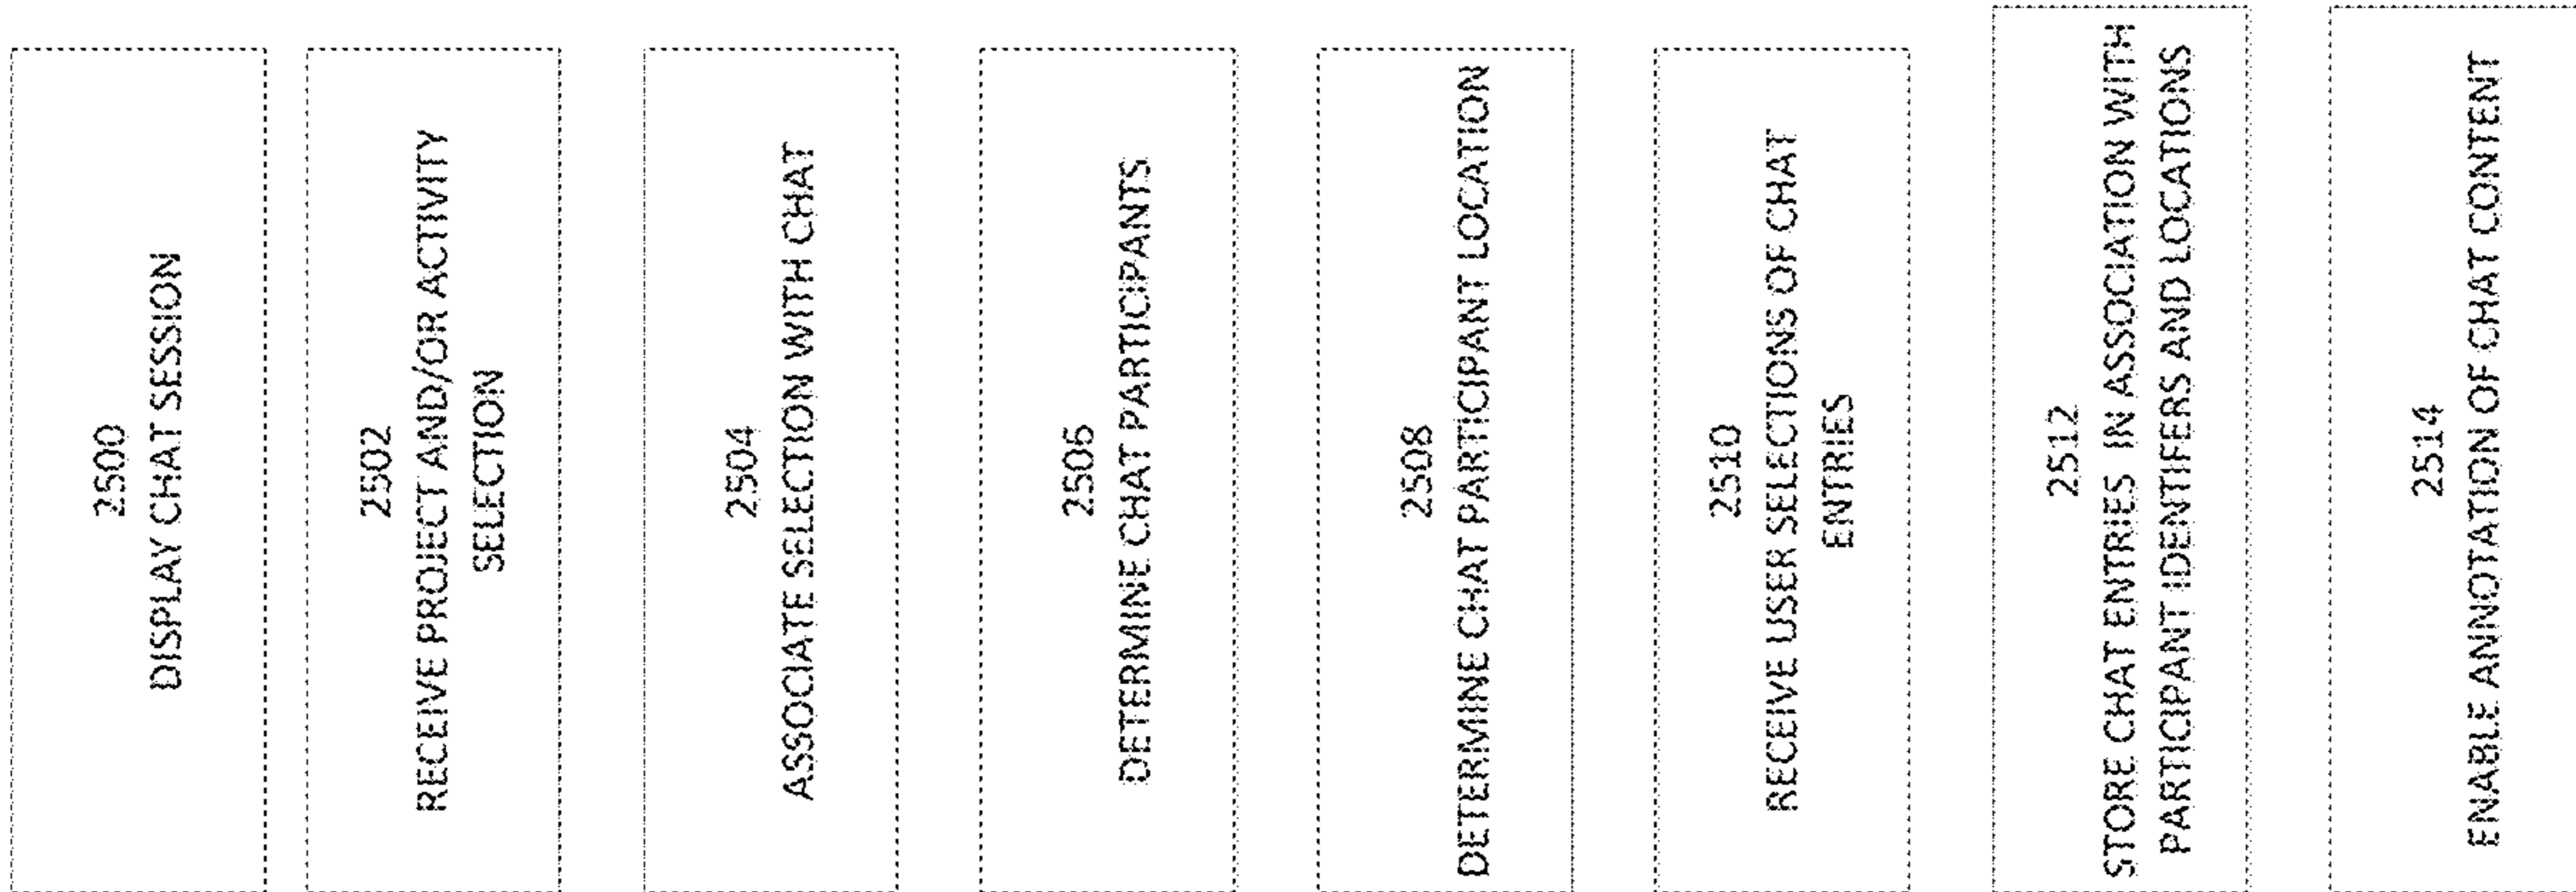 2500
DISPLAY CHAT SESSION
2502
RECEIVE PROJECT AND/OR ACTIVITY
SELECTION
2504
ASSOCIATE SELECTION WITH CHAT
2506
DETERMINE CHAT PARTICIPANTS
2508
DETERMINE CHAT PARTICIPANT LOCATION
2510
RECEIVE USER SELECTIONS OF CHAT
ENTRIES
2512
STORE CHAT ENTRIES IN ASSOCIATION WITH
PARTICIPANT IDENTIFERS AND LOCATIONS
2514
ENABLE ANNOTATION OF CHAT CONTENT